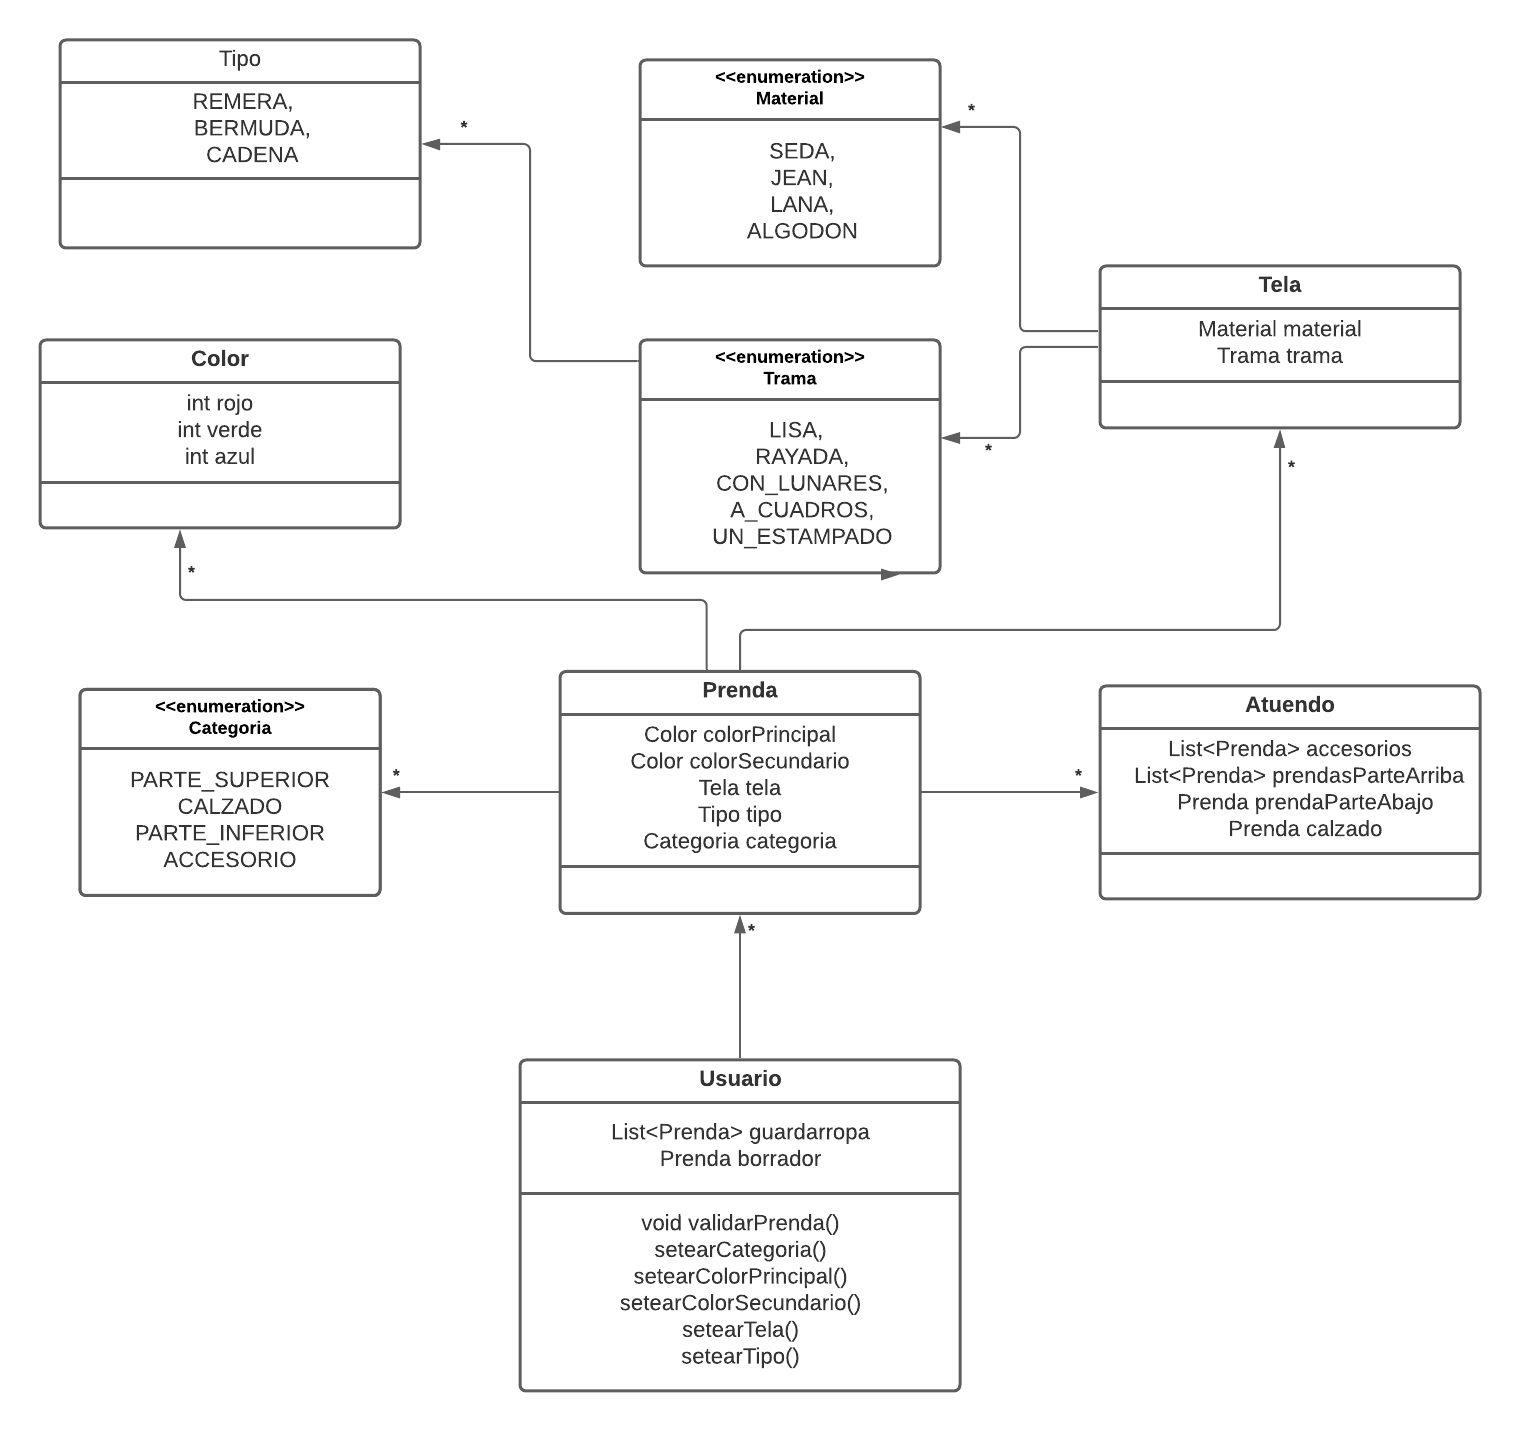 Tipo
REMERA,
BERMUDA,
CADENA
*
<<enumeration>>
Material
SEDA,
JEAN,
LANA,
ALGODON
*
Tela
Material material
Trama trama
*
Color
int rojo
int verde
int azul
*
<<enumeration>>
Trama
LISA,
RAYADA,
CON_LUNARES,
A_CUADROS,
UN_ESTAMPADO
*
<<enumeration>>
Categoria
PARTE_SUPERIOR
CALZADO
PARTE_INFERIOR
ACCESORIO
*
Prenda
Color colorPrincipal
Color colorSecundario
Tela tela
Tipo tipo
Categoria categoria
*
Atuendo
List<Prenda> accesorios
List<Prenda> prendasParteArriba
Prenda prendaParteAbajo
Prenda calzado
*
Usuario
List<Prenda> guardarropa
Prenda borrador
void validarPrenda()
setearCategoria()
setearColorPrincipal()
setearColorSecundario()
setearTela()
setearTipo()